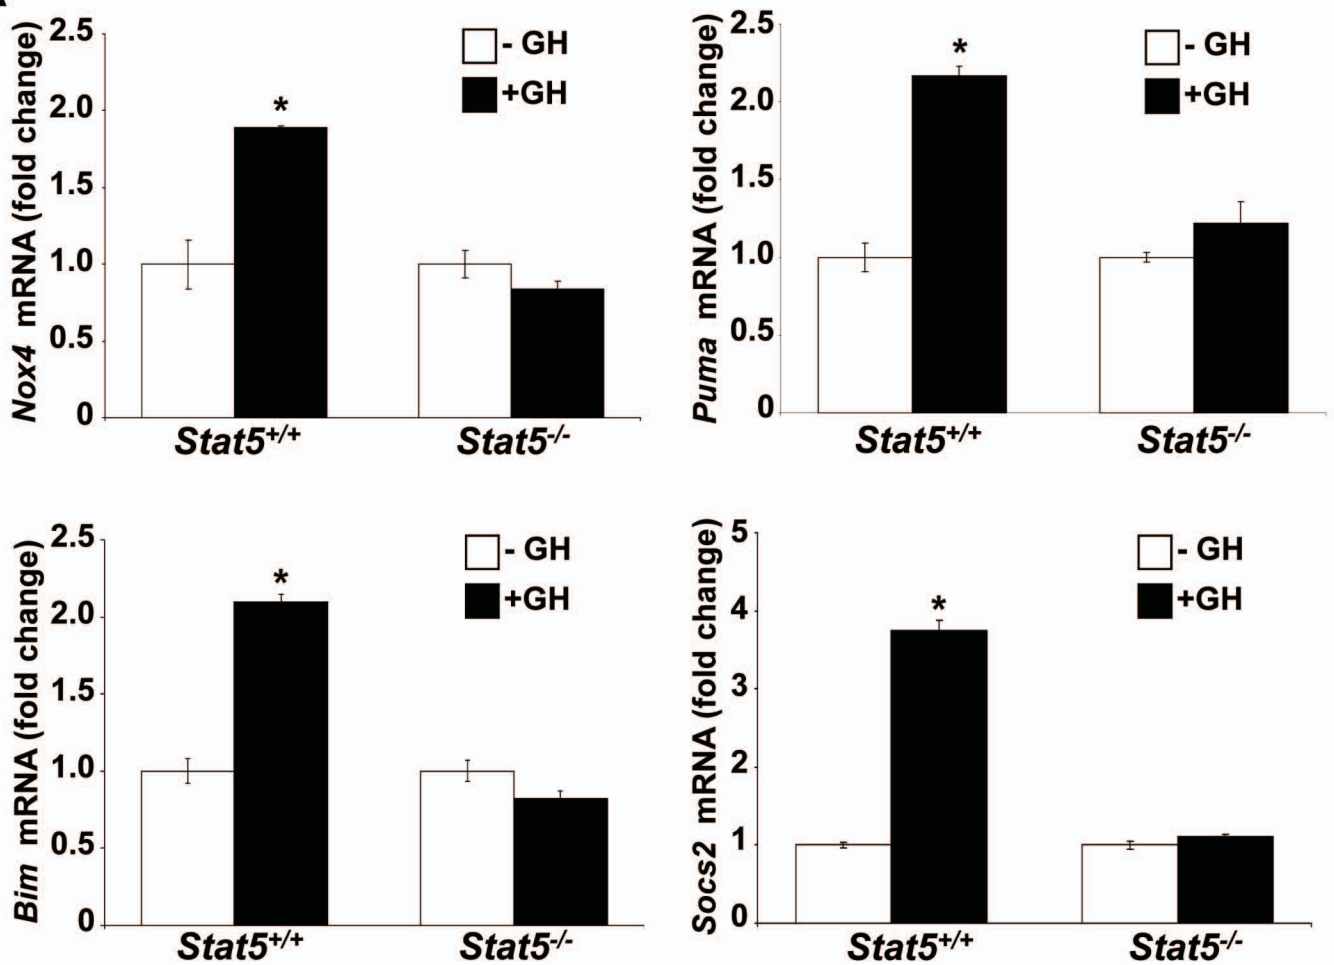 Nox4 mRNA (fold change)
2.5
2.0
1.5
1.0
0.5
0
*
- GH
+GH
Stat5+/+
Stat5-/-
Puma mRNA (fold change)
2.5
2.0
1.5
1.0
0.5
0
*
- GH
+GH
Stat5+/+
Stat5-/-
Bim mRNA (fold change)
2.5
2.0
1.5
1.0
0.5
0
*
- GH
+GH
Stat5+/+
Stat5-/-
Socs2 mRNA (fold change)
5
4
3
2
1
0
*
- GH
+GH
Stat5+/+
Stat5-/-